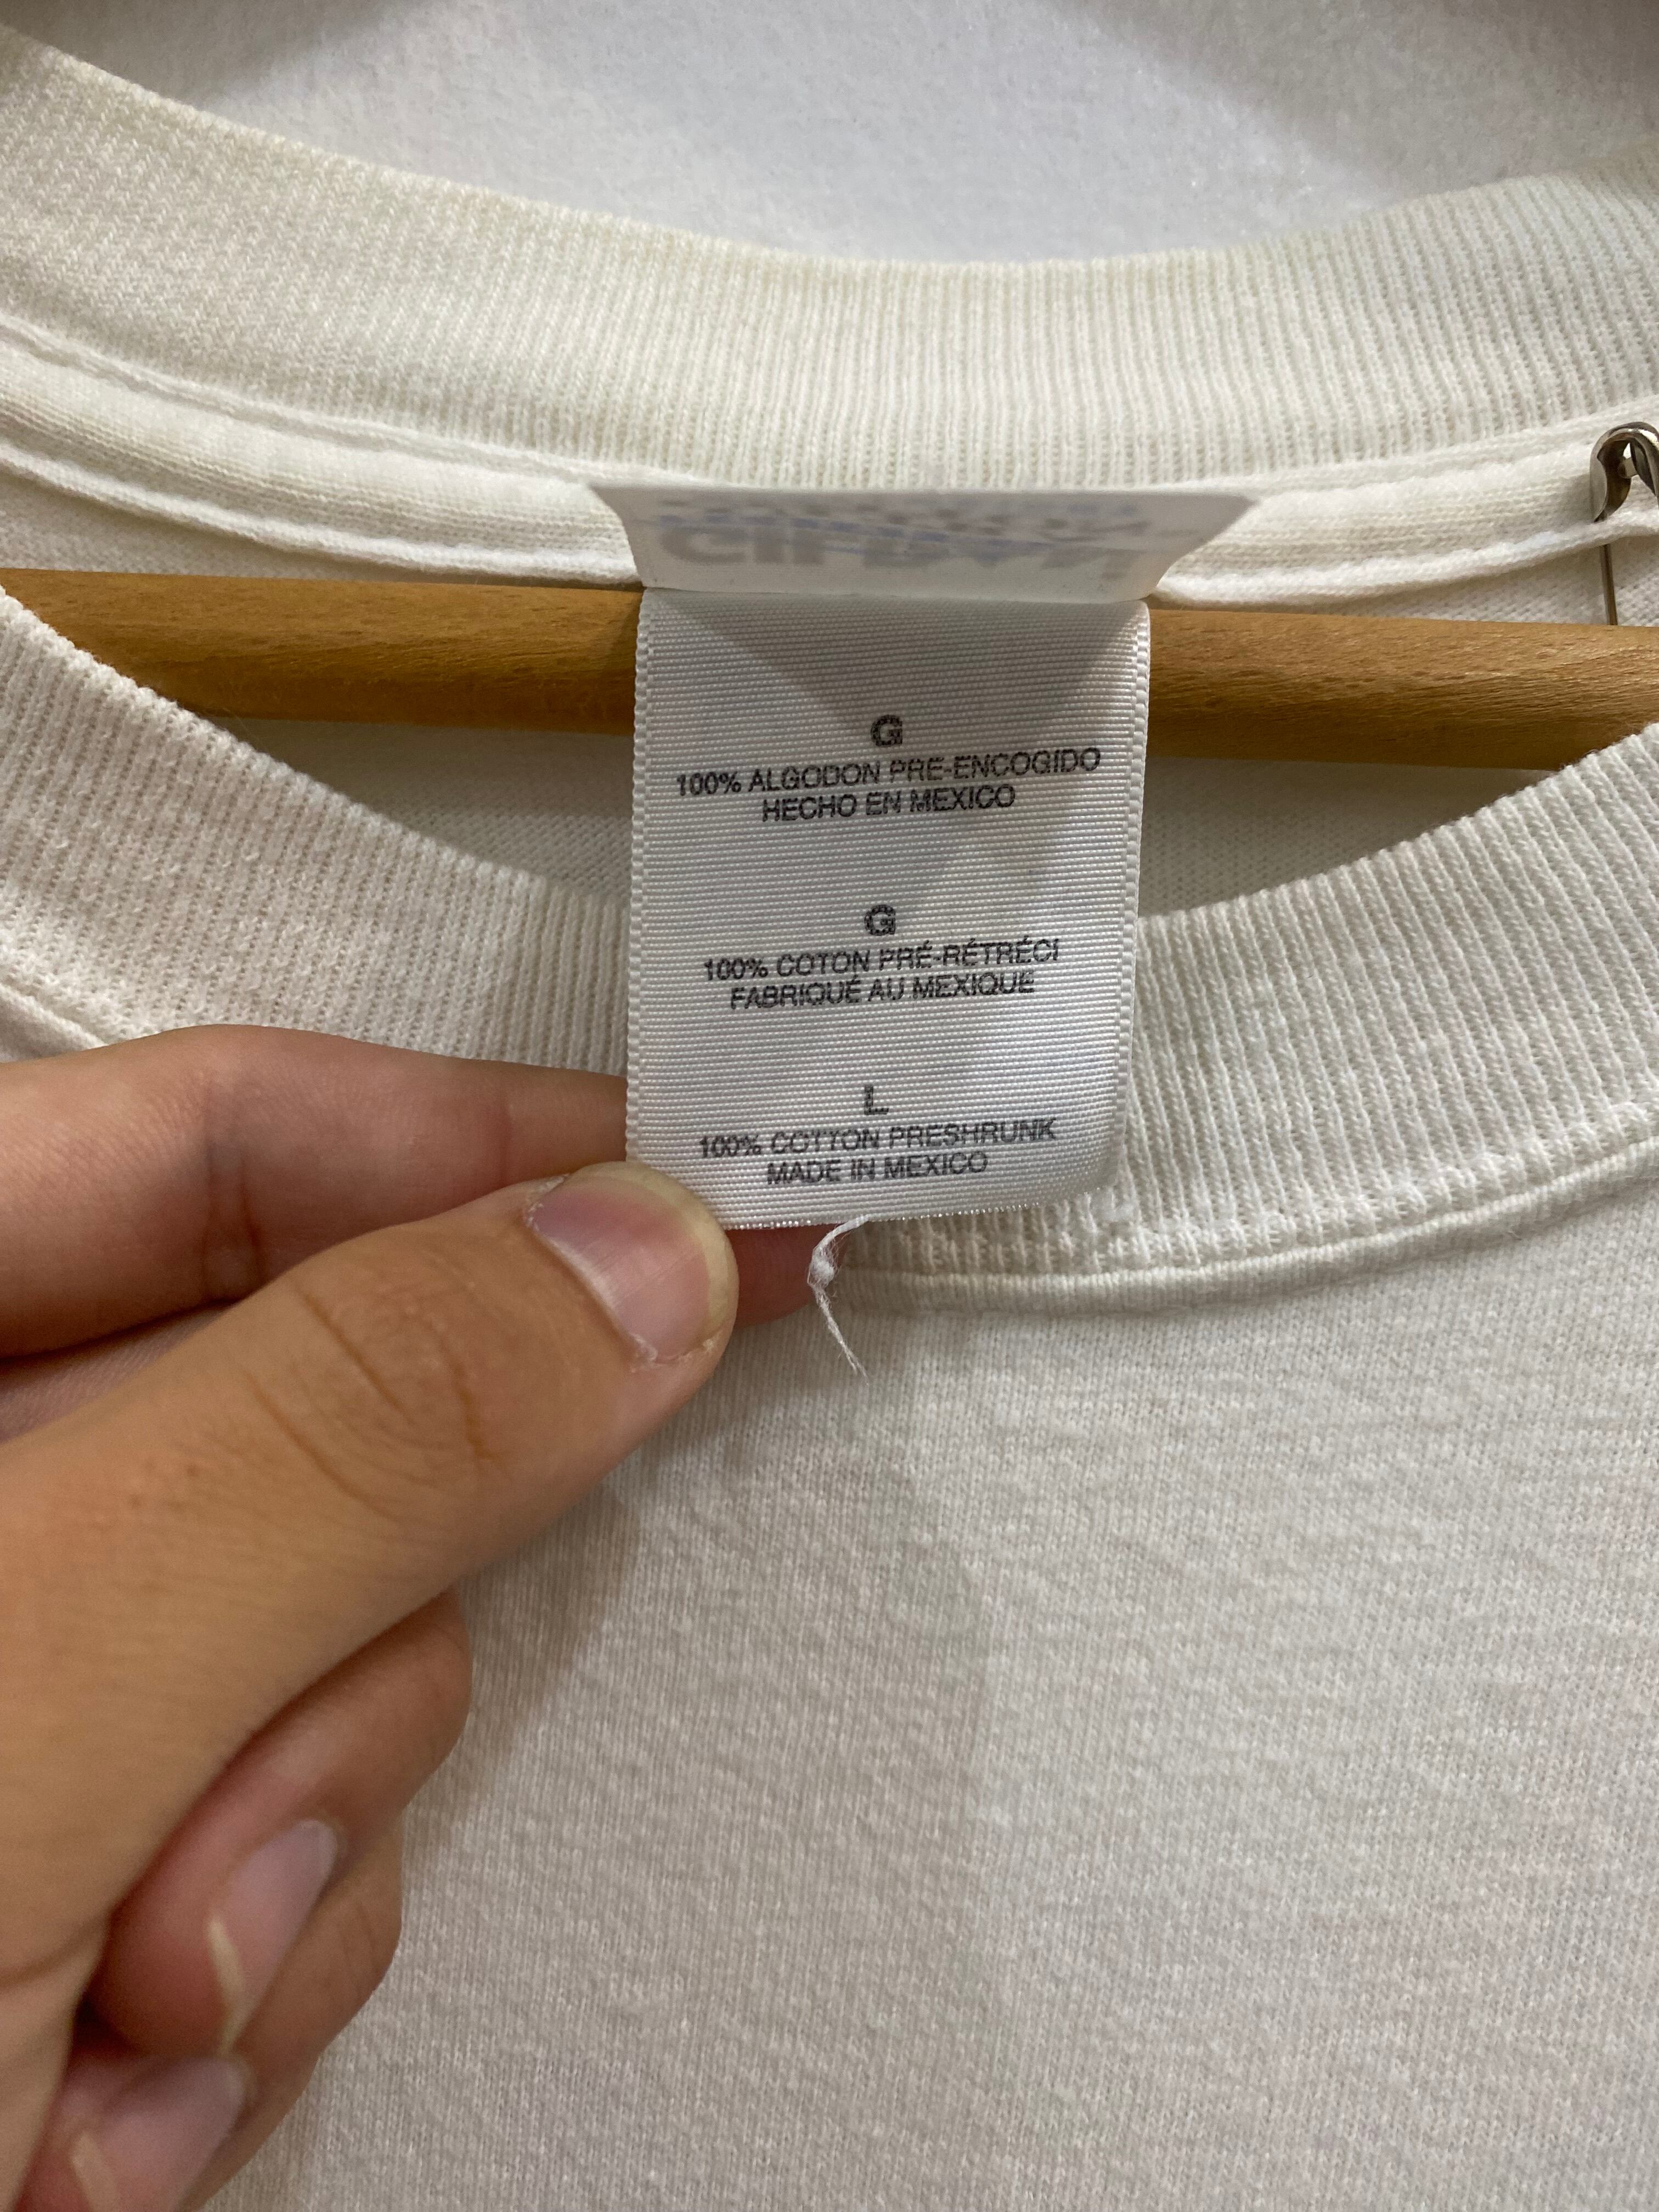 G
100% ALGODON PRE-ENCOGIDO
HECHO EN MEXICO
G
100% COTON PRÉ-RÉTRÉCI
FABRIQUÉ AU MEXIQUE
L
100% COTTON PRESHRUNK
MADE IN MEXICO